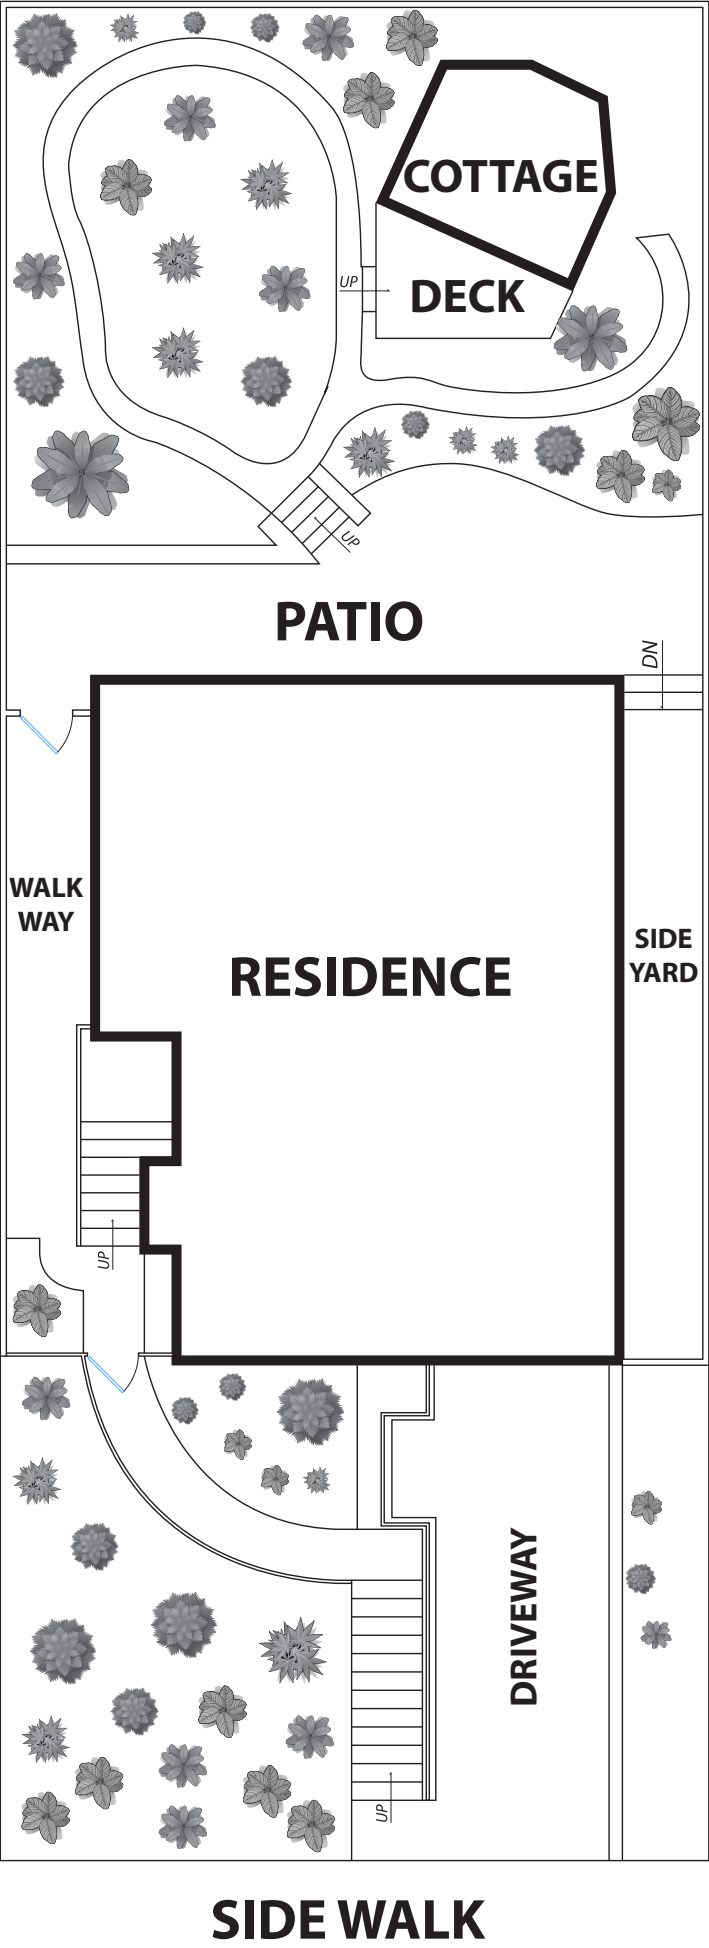 COTTAGE
UP
DECK
UP
PATIO
DN
WALK
WAY
SIDE
YARD
RESIDENCE
UP
DRIVEWAY
UP
SIDE WALK